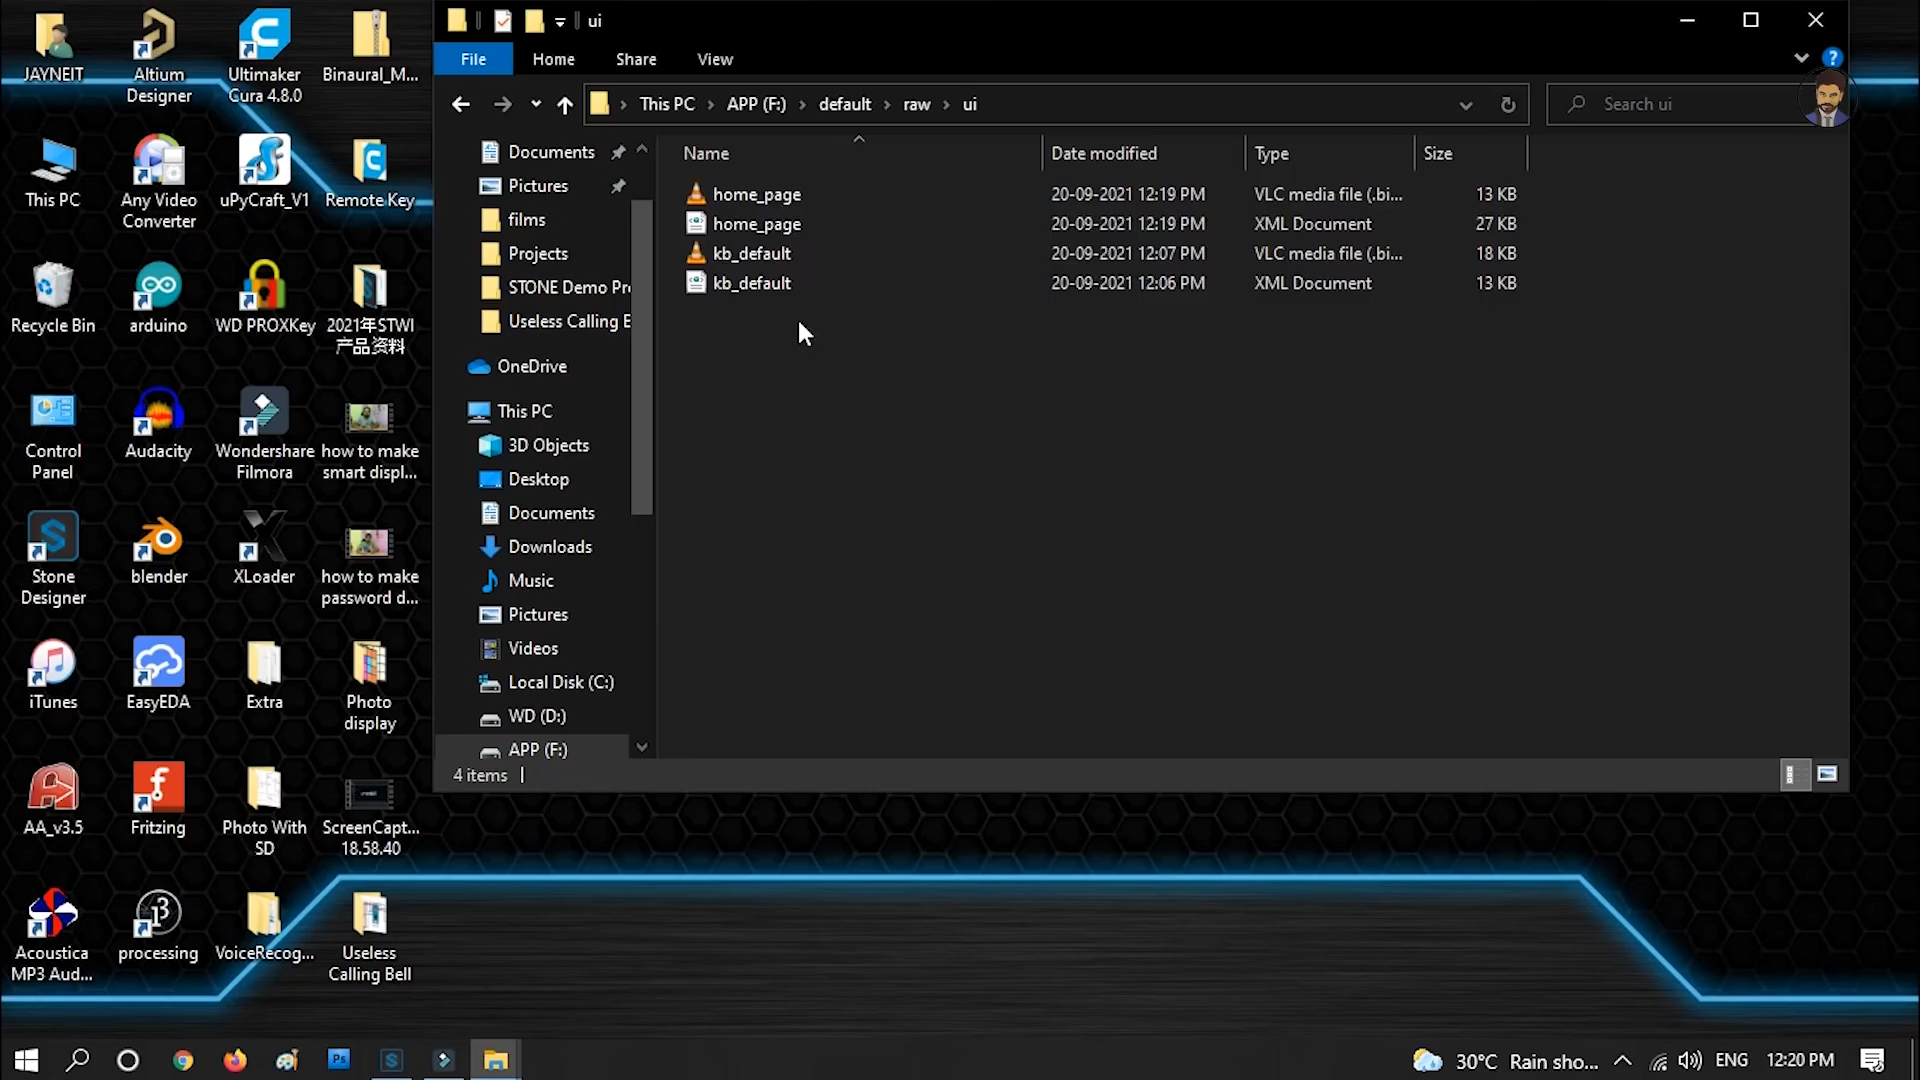 JAYNEIT
Altium
Designer
Ultimaker
Cura 4.8.0
Binaural_M...
This PC
Any Video
Converter
uPyCraft_V1
Remote Key
Recycle Bin
arduino
WD PROXKey
2021年STWI
产品资料
Control
Panel
Audacity
Wondershare
Filmora
how to make
smart displ...
Stone
Designer
blender
XLoader
how to make
password d...
iTunes
EasyEDA
Extra
Photo
display
AA_v3.5
Fritzing
Photo With
SD
ScreenCapt...
18.58.40
Acoustica
MP3 Aud...
processing
VoiceRecog...
Useless
Calling Bell
ui
File Home Share View
This PC > APP (F:) > default > raw > ui
Search ui
Documents
Pictures
films
Projects
STONE Demo Pr
Useless Calling E
OneDrive
This PC
3D Objects
Desktop
Documents
Downloads
Music
Pictures
Videos
Local Disk (C:)
WD (D:)
APP (F:)
Name Date modified Type Size
home_page 20-09-2021 12:19 PM VLC media file (.bi... 13 KB
home_page 20-09-2021 12:19 PM XML Document 27 KB
kb_default 20-09-2021 12:07 PM VLC media file (.bi... 18 KB
kb_default 20-09-2021 12:06 PM XML Document 13 KB
4 items
Ps
30°C Rain sho...
ENG
12:20 PM